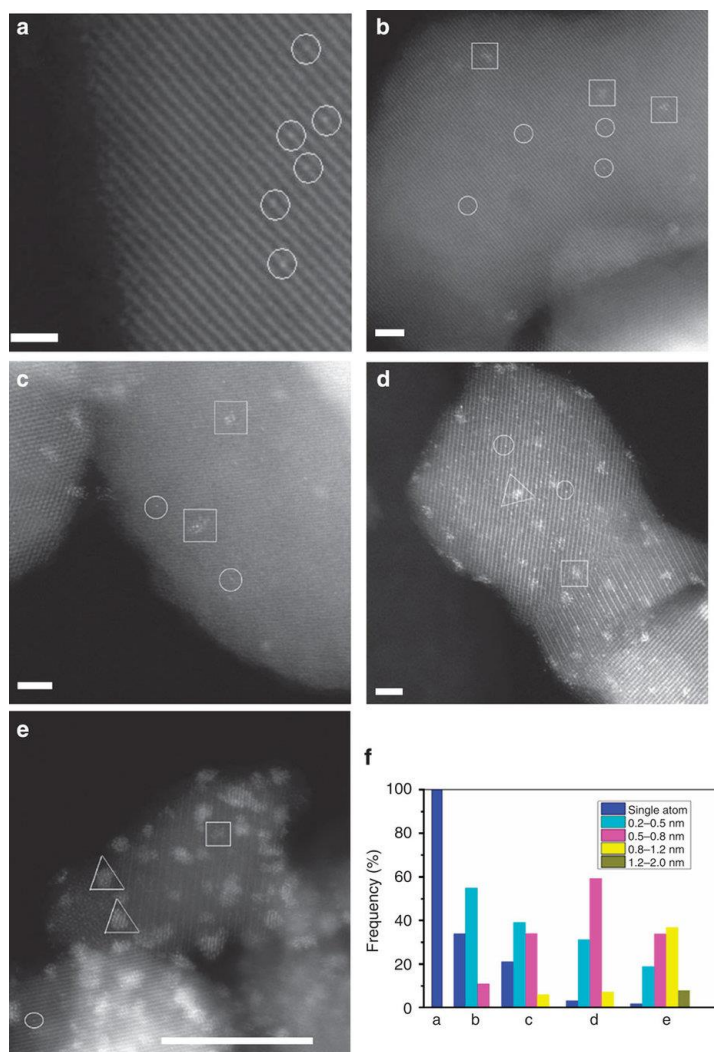 a
b
c
d
e
f
100
80
60
40
20
0
Frequency (%)
Single atom
0.2–0.5 nm
0.5–0.8 nm
0.8–1.2 nm
1.2–2.0 nm
a b c d e